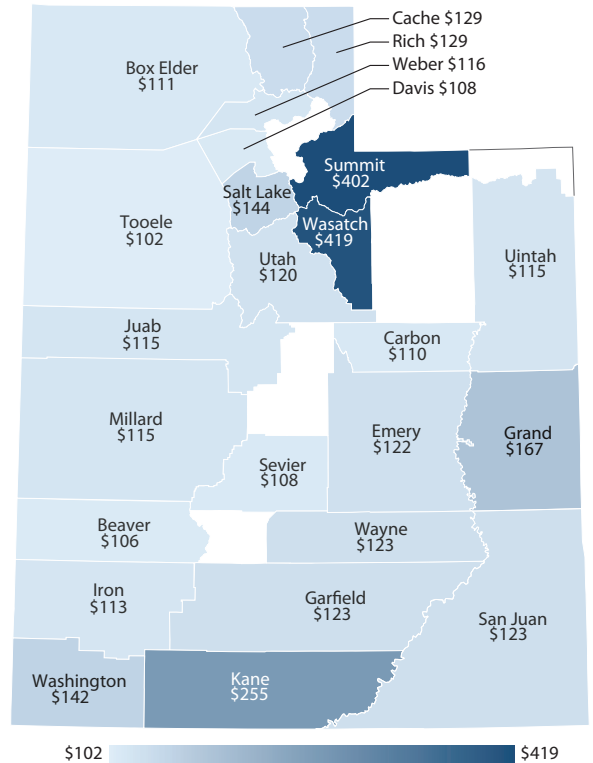 Cache $129
Rich $129
Weber $116
Davis $108
Box Elder
$111
Summit
$402
Salt Lake
$144
Wasatch
$419
Tooele
$102
Utah
$120
Uintah
$115
Juab
$115
Carbon
$110
Millard
$115
Emery
$122
Grand
$167
Sevier
$108
Beaver
$106
Wayne
$123
Iron
$113
Garfield
$123
San Juan
$123
Washington
$142
Kane
$255
$102
$419